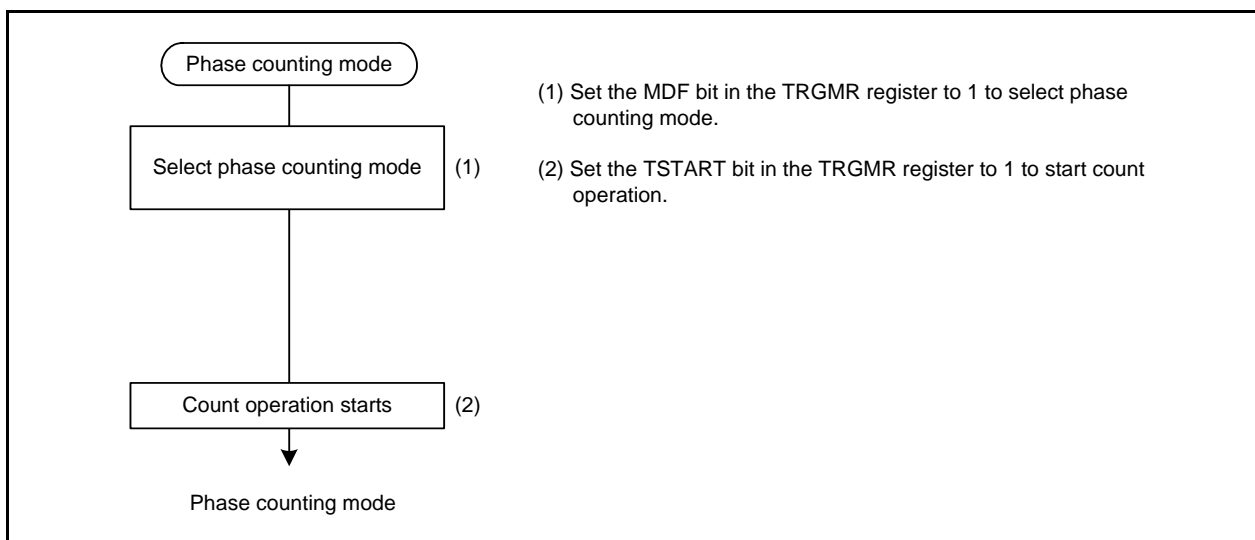 Phase counting mode
Select phase counting mode (1)
Count operation starts (2)
Phase counting mode
(1) Set the MDF bit in the TRGMR register to 1 to select phase
counting mode.
(2) Set the TSTART bit in the TRGMR register to 1 to start count
operation.